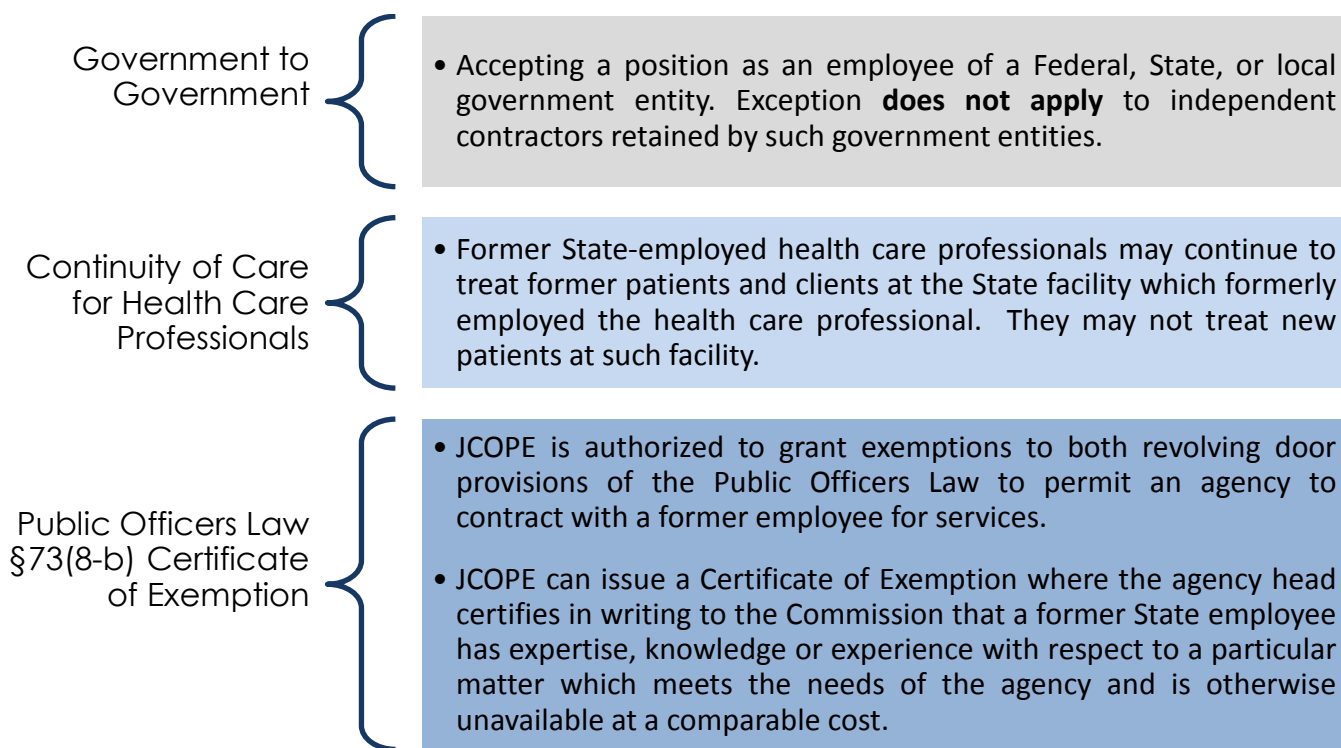 Government to
Government
• Accepting a position as an employee of a Federal, State, or local
government entity. Exception does not apply to independent
contractors retained by such government entities.
Continuity of Care
for Health Care
Professionals
• Former State-employed health care professionals may continue to
treat former patients and clients at the State facility which formerly
employed the health care professional.  They may not treat new
patients at such facility.
Public Officers Law
§73(8-b) Certificate
of Exemption
• JCOPE is authorized to grant exemptions to both revolving door
provisions of the Public Officers Law to permit an agency to
contract with a former employee for services.
• JCOPE can issue a Certificate of Exemption where the agency head
certifies in writing to the Commission that a former State employee
has expertise, knowledge or experience with respect to a particular
matter which meets the needs of the agency and is otherwise
unavailable at a comparable cost.